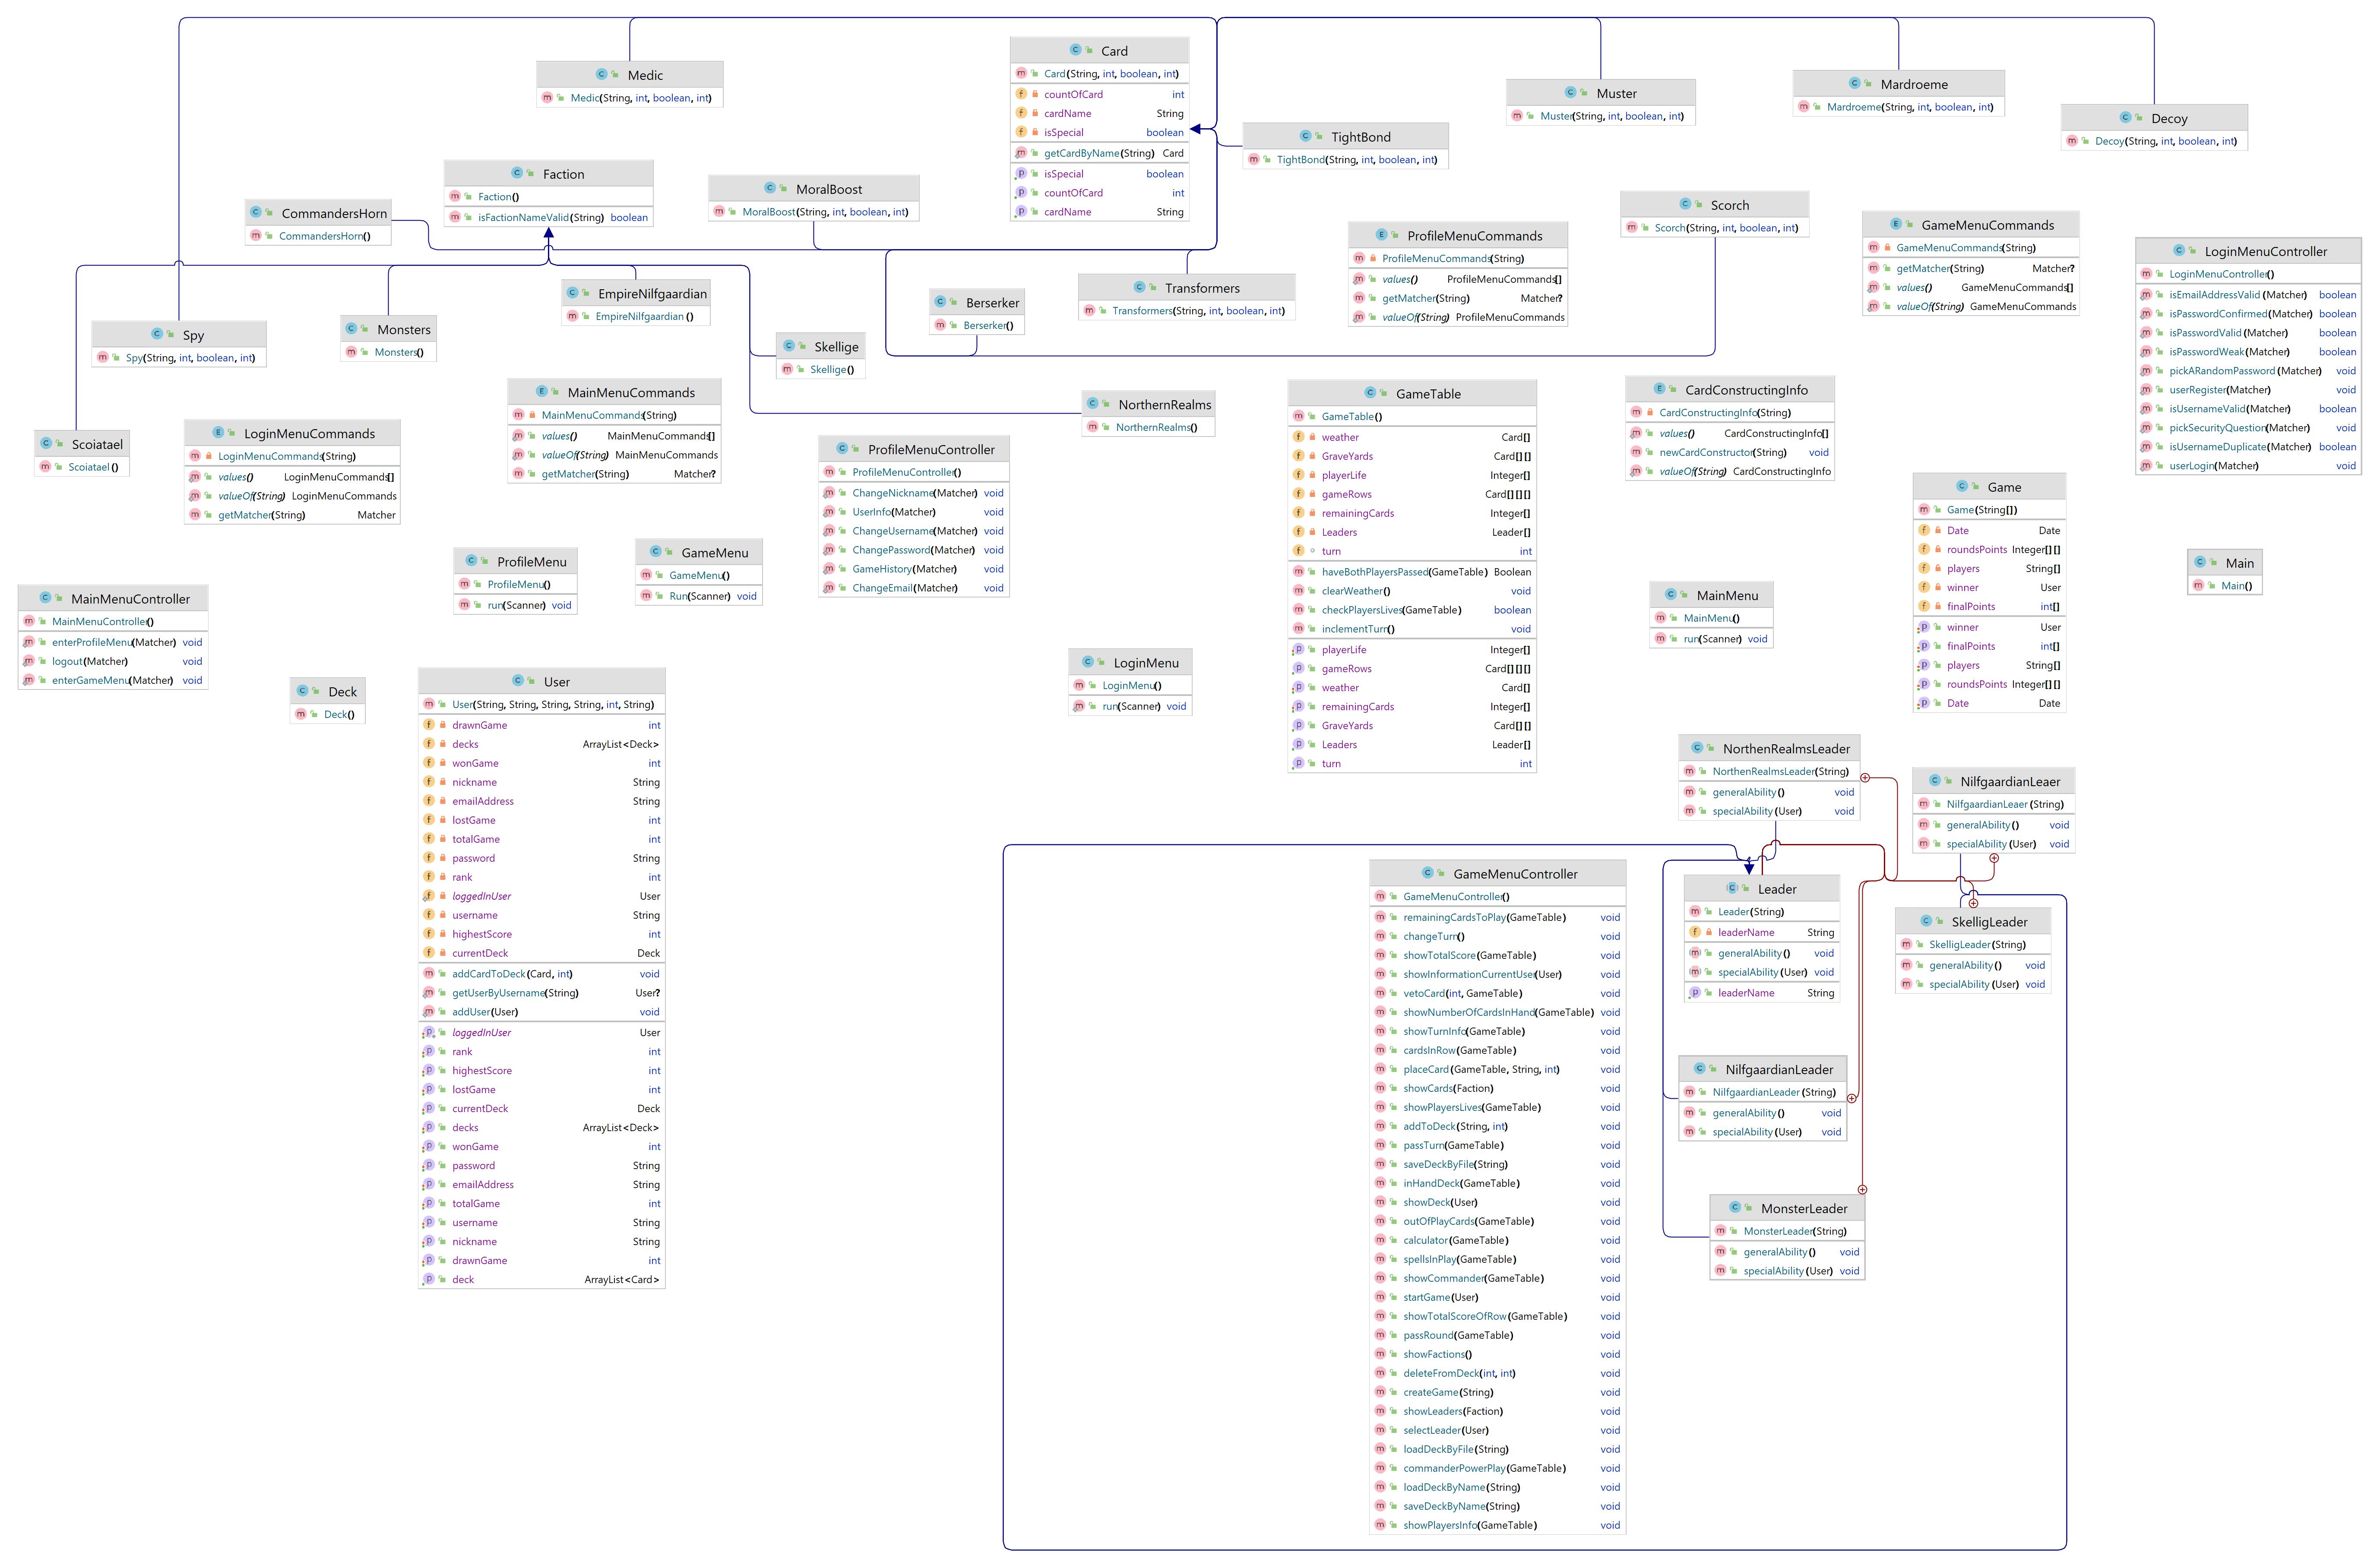 Medic
Medic(String, int, boolean, int)
Card
Card(String, int, boolean, int)
countOfCard int
cardName String
isSpecial boolean
getCardByName(String) Card
isSpecial boolean
countOfCard int
cardName String
Muster
Muster(String, int, boolean, int)
Mardroeme
Mardroeme(String, int, boolean, int)
Decoy
Decoy(String, int, boolean, int)
TightBond
TightBond(String, int, boolean, int)
Faction
Faction()
isFactionNameValid(String) boolean
MoralBoost
MoralBoost(String, int, boolean, int)
CommandersHorn
CommandersHorn()
Scorch
Scorch(String, int, boolean, int)
ProfileMenuCommands
ProfileMenuCommands(String)
values() ProfileMenuCommands[]
getMatcher(String) Matcher?
valueOf(String) ProfileMenuCommands
GameMenuCommands
GameMenuCommands(String)
getMatcher(String) Matcher?
values() GameMenuCommands[]
valueOf(String) GameMenuCommands
LoginMenuController
LoginMenuController()
isEmailAddressValid(Matcher) boolean
isPasswordConfirmed(Matcher) boolean
isPasswordValid(Matcher) boolean
isPasswordWeak(Matcher) boolean
pickARandomPassword(Matcher) void
userRegister(Matcher) void
isUsernameValid(Matcher) boolean
pickSecurityQuestion(Matcher) void
isUsernameDuplicate(Matcher) boolean
userLogin(Matcher) void
EmpireNilfgaardian
EmpireNilfgaardian()
Transformers
Transformers(String, int, boolean, int)
Berserker
Berserker()
Spy
Spy(String, int, boolean, int)
Monsters
Monsters()
Skellige
Skellige()
MainMenuCommands
MainMenuCommands(String)
values() MainMenuCommands[]
valueOf(String) MainMenuCommands
getMatcher(String) Matcher?
NorthernRealms
NorthernRealms()
GameTable
GameTable()
weather Card[]
GraveYards Card[][]
playerLife Integer[]
gameRows Card[][][]
remainingCards Integer[]
Leaders Leader[]
turn int
haveBothPlayersPassed(GameTable) Boolean
clearWeather() void
checkPlayersLives(GameTable) boolean
inclementTurn() void
playerLife Integer[]
gameRows Card[][][]
weather Card[]
remainingCards Integer[]
GraveYards Card[][]
Leaders Leader[]
turn int
CardConstructingInfo
CardConstructingInfo(String)
values() CardConstructingInfo[]
newCardConstructor(String) void
valueOf(String) CardConstructingInfo
Scoiatael
Scoiatael()
LoginMenuCommands
LoginMenuCommands(String)
values() LoginMenuCommands[]
valueOf(String) LoginMenuCommands
getMatcher(String) Matcher
ProfileMenuController
ProfileMenuController()
ChangeNickname(Matcher) void
UserInfo(Matcher) void
ChangeUsername(Matcher) void
ChangePassword(Matcher) void
GameHistory(Matcher) void
ChangeEmail(Matcher) void
Game
Game(String[])
Date Date
roundsPoints Integer[][]
players String[]
winner User
finalPoints int[]
winner User
finalPoints int[]
players String[]
roundsPoints Integer[][]
Date Date
ProfileMenu
ProfileMenu()
run(Scanner) void
GameMenu
GameMenu()
Run(Scanner) void
Main
Main()
MainMenuController
MainMenuController()
enterProfileMenu(Matcher) void
logout(Matcher) void
enterGameMenu(Matcher) void
MainMenu
MainMenu()
run(Scanner) void
LoginMenu
LoginMenu()
run(Scanner) void
Deck
Deck()
User
User(String, String, String, String, int, String)
drawnGame int
decks ArrayList<Deck>
wonGame int
nickname String
emailAddress String
lostGame int
totalGame int
password String
rank int
loggedInUser User
username String
highestScore int
currentDeck Deck
addCardToDeck(Card, int) void
getUserByUsername(String) User?
addUser(User) void
loggedInUser User
rank int
highestScore int
lostGame int
currentDeck Deck
decks ArrayList<Deck>
wonGame int
password String
emailAddress String
totalGame int
username String
nickname String
drawnGame int
deck ArrayList<Card>
NorthenRealmsLeader
NorthenRealmsLeader(String)
generalAbility() void
specialAbility(User) void
NilfgaardianLeaer
NilfgaardianLeaer(String)
generalAbility() void
specialAbility(User) void
GameMenuController
GameMenuController()
remainingCardsToPlay(GameTable) void
changeTurn() void
showTotalScore(GameTable) void
showInformationCurrentUser(User) void
vetoCard(int, GameTable) void
showNumberOfCardsInHand(GameTable) void
showTurnInfo(GameTable) void
cardsInRow(GameTable) void
placeCard(GameTable, String, int) void
showCards(Faction) void
showPlayersLives(GameTable) void
addToDeck(String, int) void
passTurn(GameTable) void
saveDeckByFile(String) void
inHandDeck(GameTable) void
showDeck(User) void
outOfPlayCards(GameTable) void
calculator(GameTable) void
spellsInPlay(GameTable) void
showCommander(GameTable) void
startGame(User) void
showTotalScoreOfRow(GameTable) void
passRound(GameTable) void
showFactions() void
deleteFromDeck(int, int) void
createGame(String) void
showLeaders(Faction) void
selectLeader(User) void
loadDeckByFile(String) void
commanderPowerPlay(GameTable) void
loadDeckByName(String) void
saveDeckByName(String) void
showPlayersInfo(GameTable) void
Leader
Leader(String)
leaderName String
generalAbility() void
specialAbility(User) void
leaderName String
SkelligLeader
SkelligLeader(String)
generalAbility() void
specialAbility(User) void
NilfgaardianLeader
NilfgaardianLeader(String)
generalAbility() void
specialAbility(User) void
MonsterLeader
MonsterLeader(String)
generalAbility() void
specialAbility(User) void